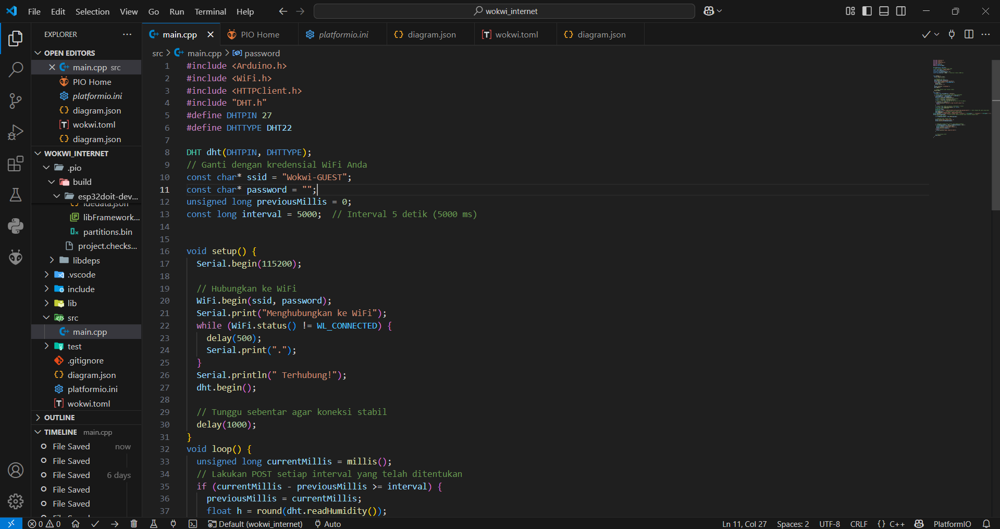 File Edit Selection View Go Run Terminal Help
wokwi_internet
EXPLORER
main.cpp
PIO Home
platformio.ini
diagram.json
wokwi.toml
diagram.json
OPEN EDITORS
main.cpp src
PIO Home
platformio.ini
diagram.json
wokwi.toml
diagram.json
WOKWI_INTERNET
.pio
build
esp32doit-dev...
idedata.json
libFramework...
partitions.bin
project.checks...
libdeps
.vscode
include
lib
src
main.cpp
test
.gitignore
diagram.json
platformio.ini
wokwi.toml
OUTLINE
TIMELINE main.cpp
File Saved now
File Saved
File Saved 6 days
File Saved
File Saved
src > main.cpp > password
1 #include <Arduino.h>
2 #include <WiFi.h>
3 #include <HTTPClient.h>
4 #include "DHT.h"
5 #define DHTPIN 27
6 #define DHTTYPE DHT22
7
8 DHT dht(DHTPIN, DHTTYPE);
9 // Ganti dengan kredensial WiFi Anda
10 const char* ssid = "Wokwi-GUEST";
11 const char* password = "";
12 unsigned long previousMillis = 0;
13 const long interval = 5000;  // Interval 5 detik (5000 ms)
14
15
16 void setup() {
17   Serial.begin(115200);
18
19   // Hubungkan ke WiFi
20   WiFi.begin(ssid, password);
21   Serial.print("Menghubungkan ke WiFi");
22   while (WiFi.status() != WL_CONNECTED) {
23     delay(500);
24     Serial.print(".");
25   }
26   Serial.println(" Terhubung!");
27   dht.begin();
28
29   // Tunggu sebentar agar koneksi stabil
30   delay(1000);
31 }
32 void loop() {
33   unsigned long currentMillis = millis();
34   // Lakukan POST setiap interval yang telah ditentukan
35   if (currentMillis - previousMillis >= interval) {
36     previousMillis = currentMillis;
37     float h = round(dht.readHumidity());
0 0
Default (wokwi_internet)
Auto
Ln 11, Col 27
Spaces: 2
UTF-8
CRLF
{} C++
PlatformIO